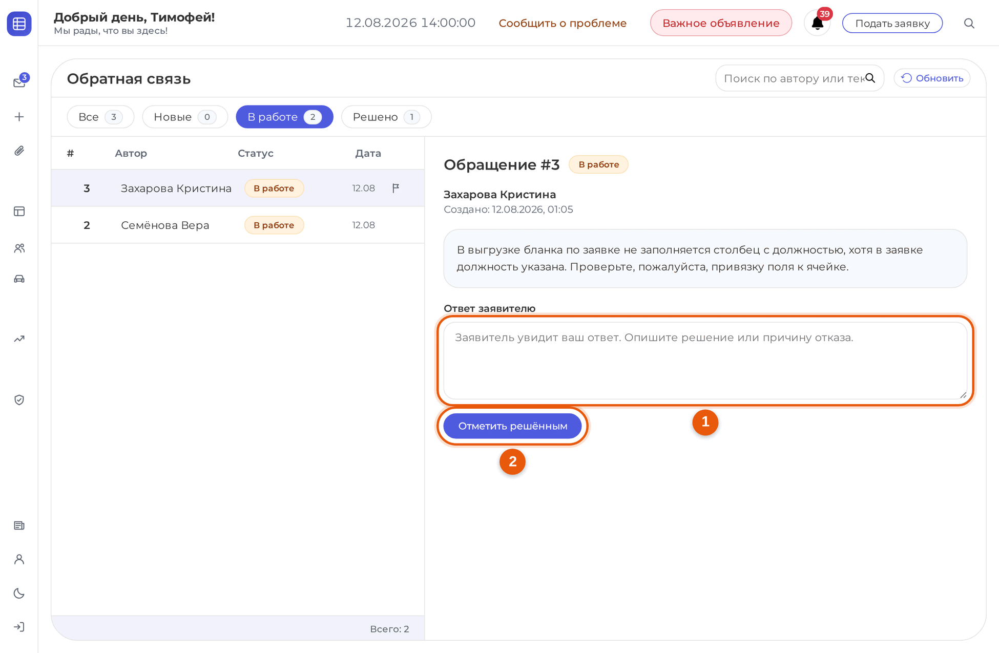 Добрый день, Тимофей!
Мы рады, что вы здесь!
12.08.2026 14:00:00
Сообщить о проблеме
Важное объявление
39
Подать заявку
3
Обратная связь
Поиск по автору или тек
Обновить
Все 3
Новые 0
В работе 2
Решено 1
# Автор Статус Дата
3 Захарова Кристина В работе 12.08
2 Семёнова Вера В работе 12.08
Всего: 2
Обращение #3 В работе
Захарова Кристина
Создано: 12.08.2026, 01:05
В выгрузке бланка по заявке не заполняется столбец с должностью, хотя в заявке
должность указана. Проверьте, пожалуйста, привязку поля к ячейке.
Ответ заявителю
Заявитель увидит ваш ответ. Опишите решение или причину отказа.
1
Отметить решённым
2